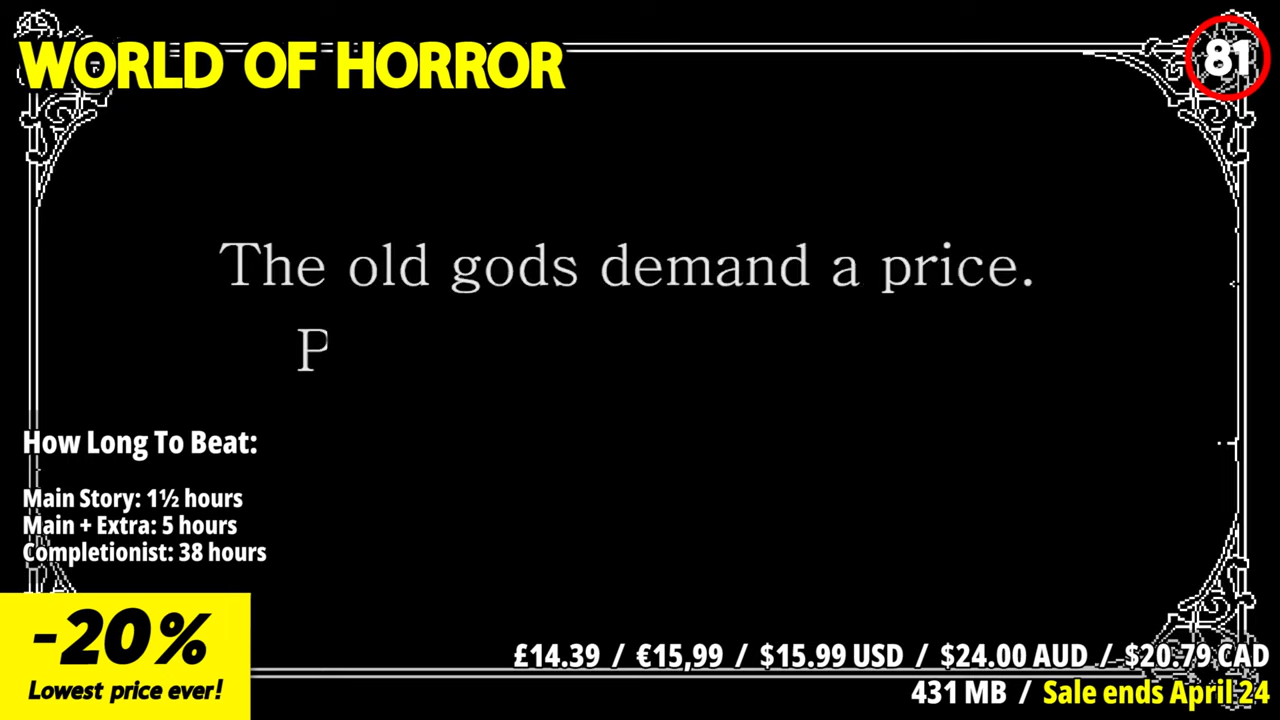 WORLD OF HORROR
81
The old gods demand a price.
P
How Long To Beat:
Main Story: 1½ hours
Main + Extra: 5 hours
Completionist: 38 hours
-20%
Lowest price ever!
£14.39 / €15,99 / $15.99 USD / $24.00 AUD / $20.79 CAD
431 MB / Sale ends April 24